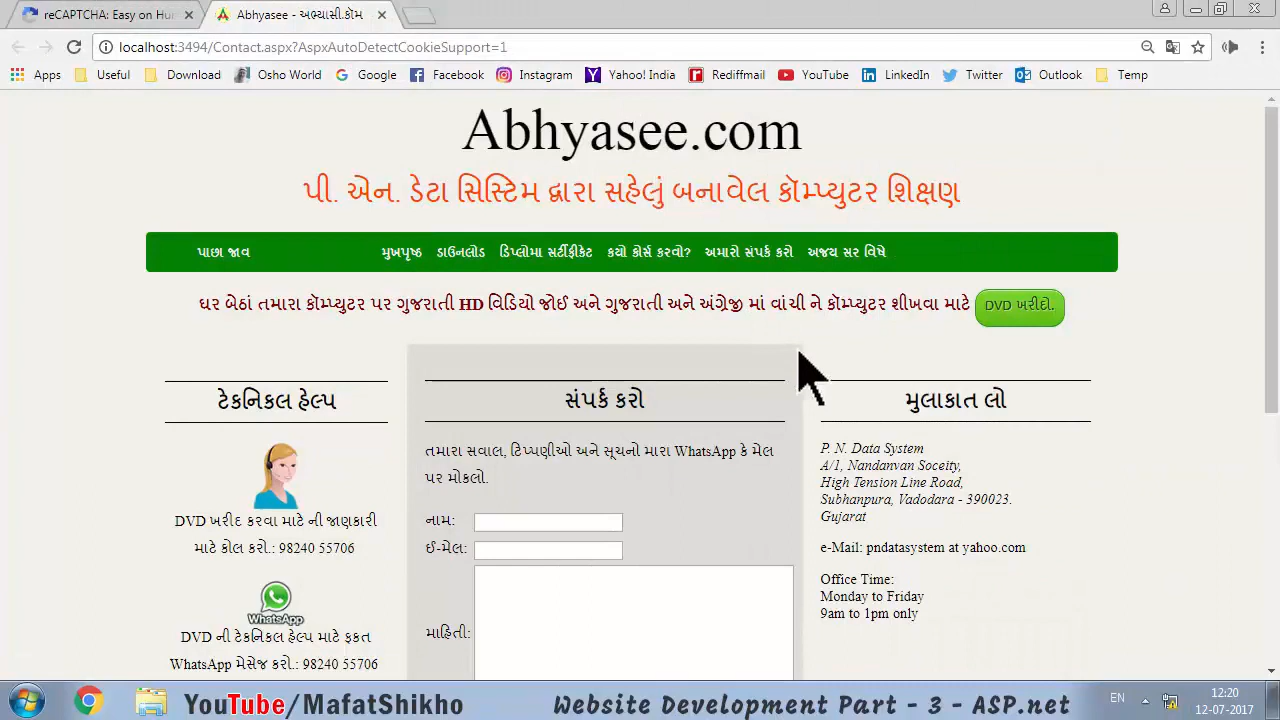 reCAPTCHA: Easy on Hu
Abhyasee - અભ્યાસી.કૉમ
localhost:3494/Contact.aspx?AspxAutoDetectCookieSupport=1
Apps Useful Download Osho World Google Facebook Instagram Yahoo! India Rediffmail YouTube LinkedIn Twitter Outlook Temp
Abhyasee.com
પી. એન. ડેટા સિસ્ટિમ દ્વારા સહેલું બનાવેલ કૉમ્પ્યુટર શિક્ષણ
પાછા જાવ મુખપૃષ્ઠ ડાઉનલોડ ડિપ્લોમા સર્ટીફીકેટ કયો કોર્સ કરવો? અમારો સંપર્ક કરો અજય સર વિષે
ઘર બેઠાં તમારા કૉમ્પ્યુટર પર ગુજરાતી HD વિડિયો જોઈ અને ગુજરાતી અને અંગ્રેજી માં વાંચી ને કૉમ્પ્યુટર શીખવા માટે DVD ખરીદો.
ટેકનિકલ હેલ્પ
DVD ખરીદ કરવા માટે ની જાણકારી
માટે કોલ કરો.: 98240 55706
WhatsApp
DVD ની ટેકનિકલ હેલ્પ માટે ફકત
WhatsApp મેસેજ કરો.: 98240 55706
સંપર્ક કરો
તમારા સવાલ, ટિપ્પણીઓ અને સૂચનો મારા WhatsApp કે મેલ
પર મોકલો.
નામ:
ઈ-મેલ:
માહિતી:
મુલાકાત લો
P. N. Data System
A/1, Nandanvan Soceity,
High Tension Line Road,
Subhanpura, Vadodara - 390023.
Gujarat
e-Mail: pndatasystem at yahoo.com
Office Time:
Monday to Friday
9am to 1pm only
YouTube/MafatShikho
Website Development Part - 3 - ASP.net
EN
12:20
12-07-2017